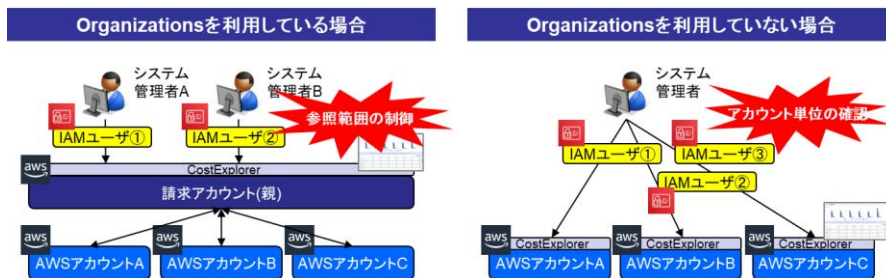 Organizationsを利用している場合
システム
管理者A
システム
管理者B
参照範囲の制御
IAMユーザ①
IAMユーザ②
aws
CostExplorer
請求アカウント(親)
aws
aws
aws
AWSアカウントA
AWSアカウントB
AWSアカウントC
Organizationsを利用していない場合
システム
管理者
アカウント単位の確認
IAMユーザ①
IAMユーザ③
IAMユーザ②
aws
aws
aws
CostExplorer
CostExplorer
CostExplorer
AWSアカウントA
AWSアカウントB
AWSアカウントC